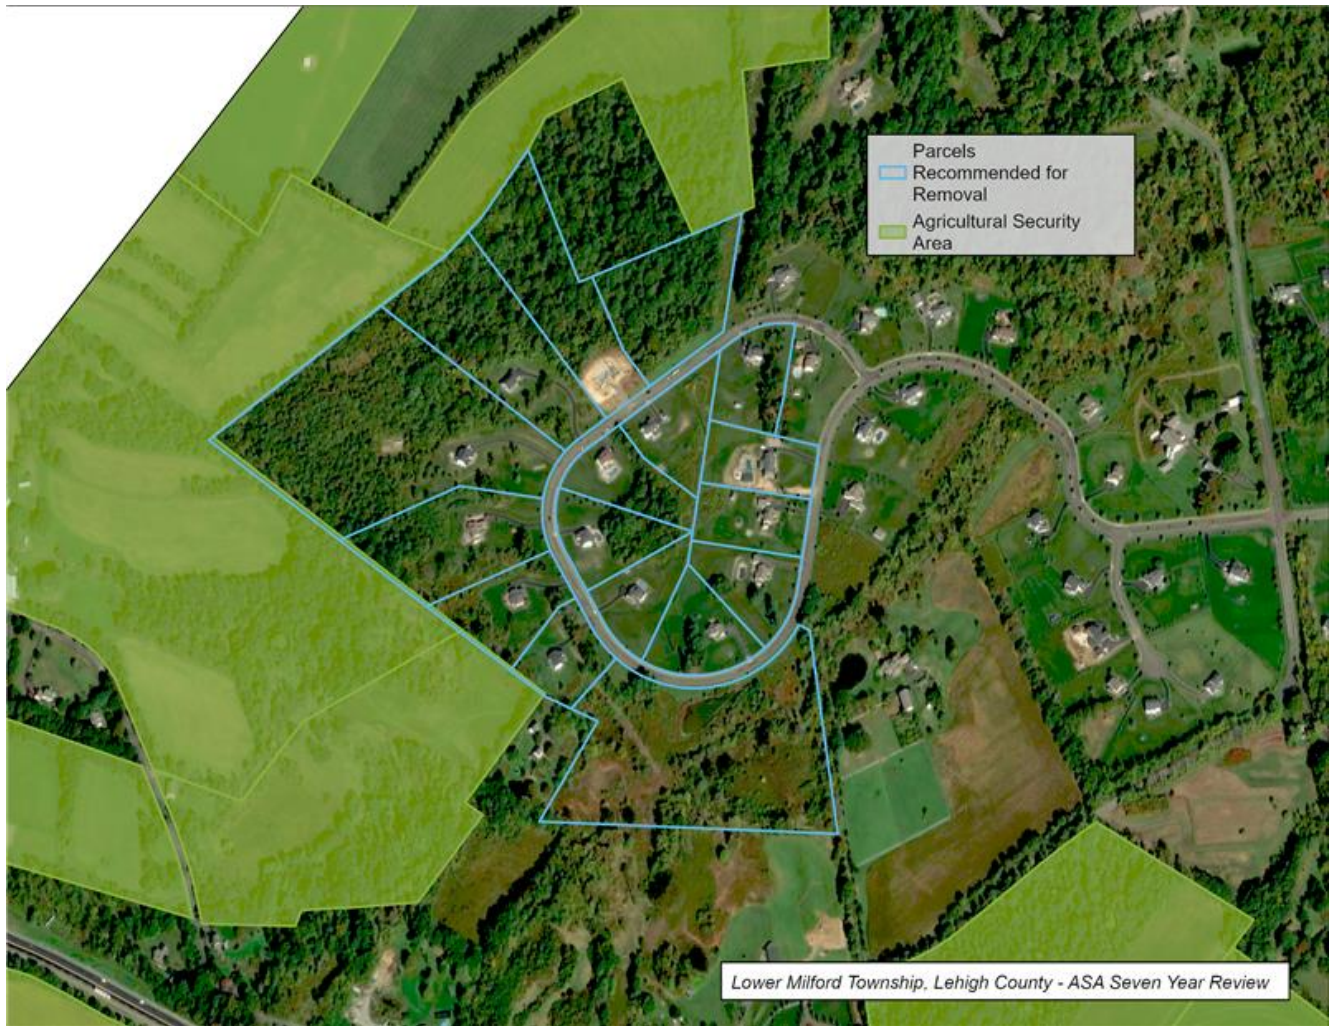 Parcels
Recommended for
Removal
Agricultural Security
Area
Lower Milford Township, Lehigh County - ASA Seven Year Review